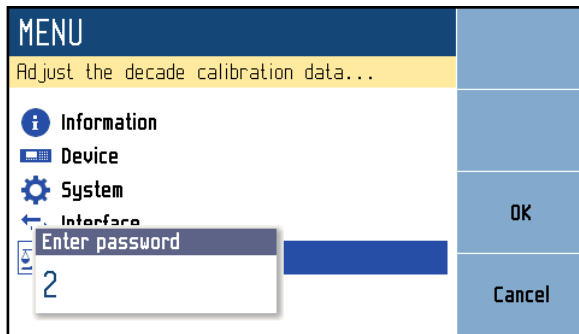 MENU
Adjust the decade calibration data...
Information
Device
System
Interface
Enter password
2
OK
Cancel